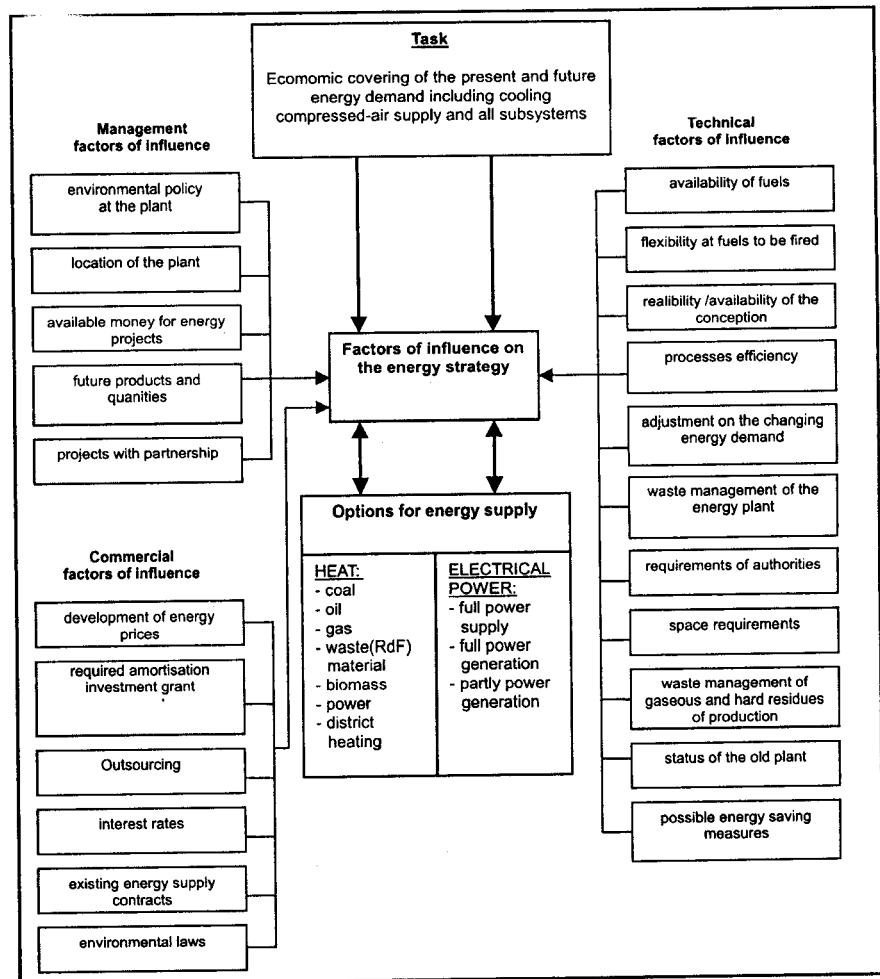 Task
Ecomomic covering of the present and future
energy demand including cooling
compressed-air supply and all subsystems
Management
factors of influence
environmental policy
at the plant
location of the plant
available money for energy
projects
future products and
quanities
projects with partnership
Commercial
factors of influence
development of energy
prices
required amortisation
investment grant
Outsourcing
interest rates
existing energy supply
contracts
environmental laws
Factors of influence on
the energy strategy
Options for energy supply
HEAT:
- coal
- oil
- gas
- waste(RdF)
material
- biomass
- power
- district
heating
ELECTRICAL
POWER:
- full power
supply
- full power
generation
- partly power
generation
Technical
factors of influence
availability of fuels
flexibility at fuels to be fired
realibility /availability of the
conception
processes efficiency
adjustment on the changing
energy demand
waste management of the
energy plant
requirements of authorities
space requirements
waste management of
gaseous and hard residues
of production
status of the old plant
possible energy saving
measures